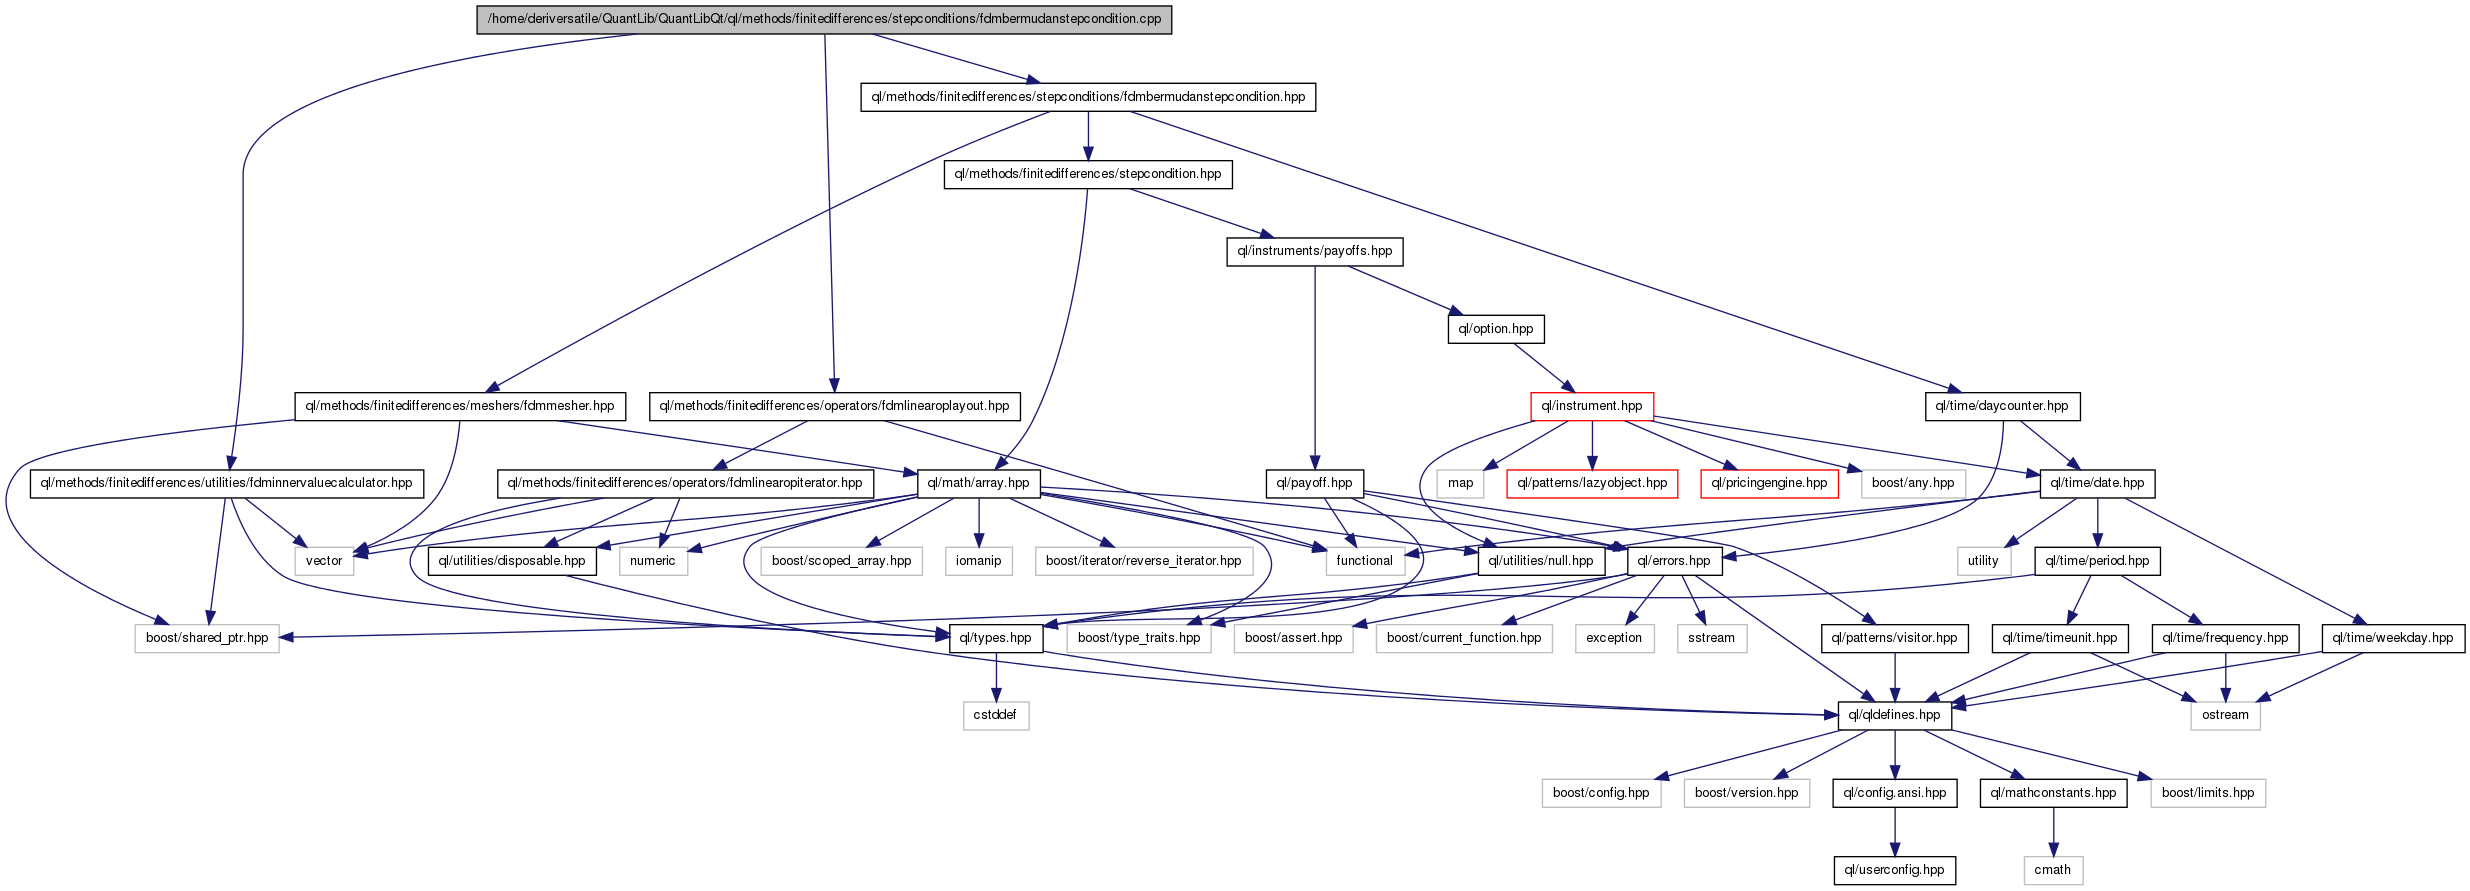 /home/deriversatile/QuantLib/QuantLibQt/ql/methods/finitedifferences/stepconditions/fdmbermudanstepcondition.cpp
ql/methods/finitedifferences/stepconditions/fdmbermudanstepcondition.hpp
ql/methods/finitedifferences/stepcondition.hpp
ql/instruments/payoffs.hpp
ql/option.hpp
ql/methods/finitedifferences/meshers/fdmmesher.hpp
ql/methods/finitedifferences/operators/fdmlinearoplayout.hpp
ql/instrument.hpp
ql/time/daycounter.hpp
ql/methods/finitedifferences/utilities/fdminnervaluecalculator.hpp
ql/methods/finitedifferences/operators/fdmlinearopiterator.hpp
ql/math/array.hpp
ql/payoff.hpp
map
ql/patterns/lazyobject.hpp
ql/pricingengine.hpp
boost/any.hpp
ql/time/date.hpp
vector
ql/utilities/disposable.hpp
numeric
boost/scoped_array.hpp
iomanip
boost/iterator/reverse_iterator.hpp
functional
ql/utilities/null.hpp
ql/errors.hpp
utility
ql/time/period.hpp
boost/shared_ptr.hpp
ql/types.hpp
boost/type_traits.hpp
boost/assert.hpp
boost/current_function.hpp
exception
sstream
ql/patterns/visitor.hpp
ql/time/timeunit.hpp
ql/time/frequency.hpp
ql/time/weekday.hpp
cstddef
ql/qldefines.hpp
ostream
boost/config.hpp
boost/version.hpp
ql/config.ansi.hpp
ql/mathconstants.hpp
boost/limits.hpp
ql/userconfig.hpp
cmath